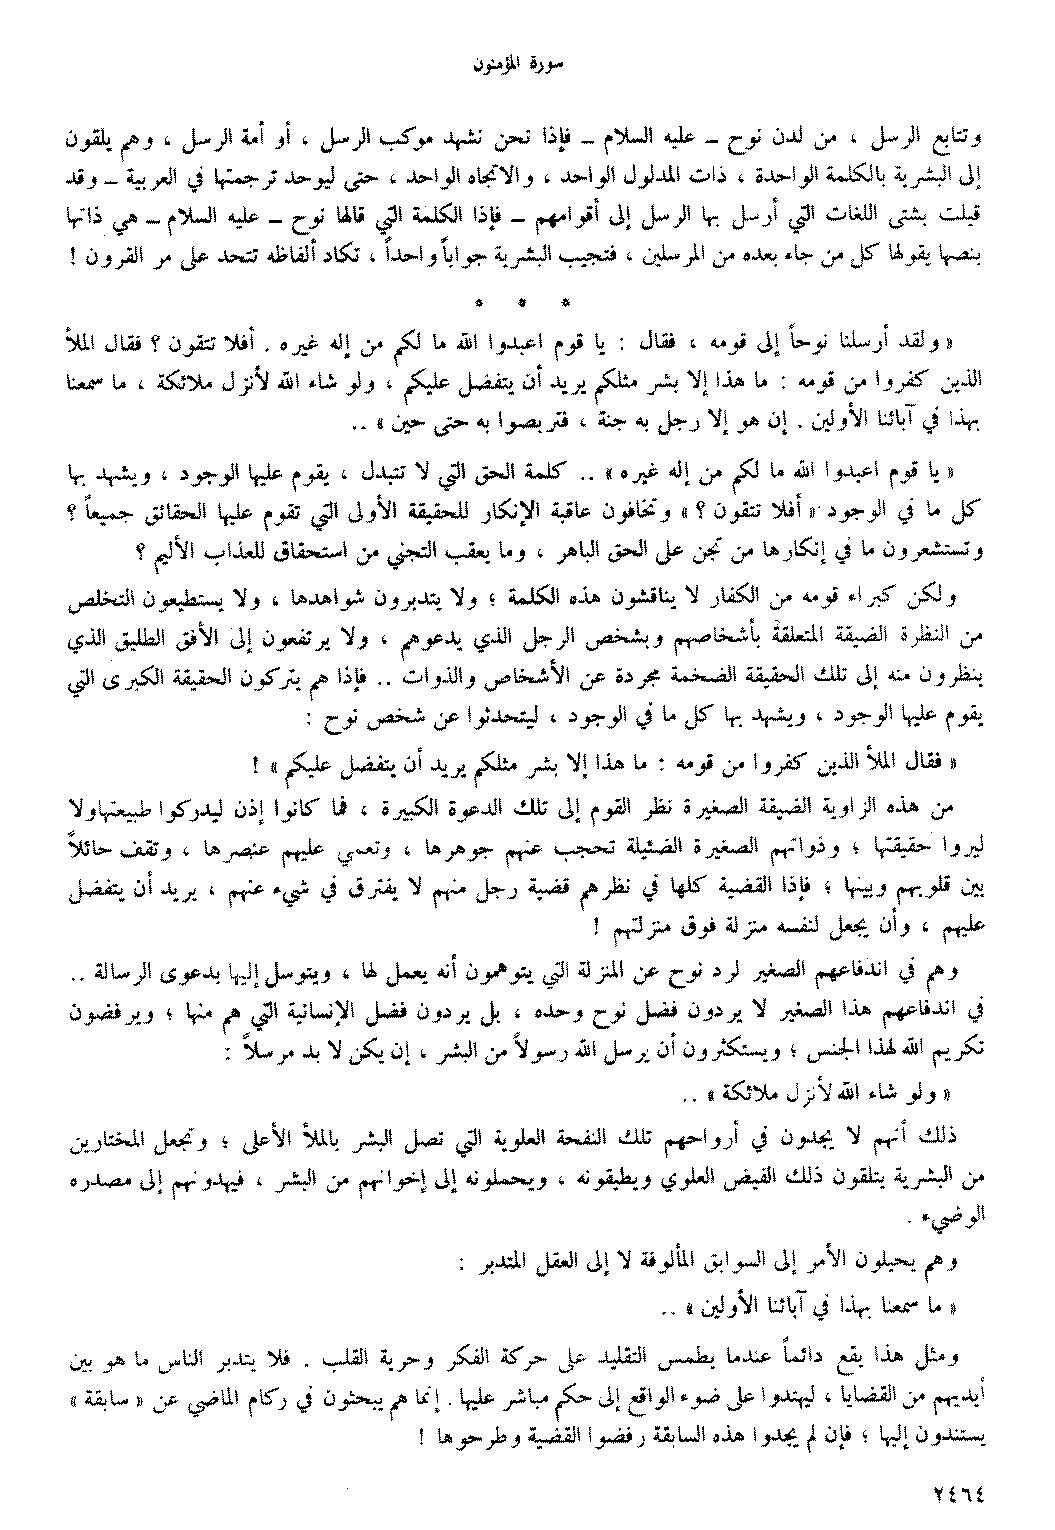 سورة المؤمنون
وتتابع الرسل ، من لدن نوح – عليه السلام – فإذا نحن نشهد موكب الرسل ، أو أمة الرسل ، وهم يلقون
إلى البشرية بالكلمة الواحدة ، ذات المدلول الواحد ، والاتجاه الواحد ، حتى ليوحد ترجمتها في العربية – وقد
قيلت بشتى اللغات التي أرسل بها الرسل إلى أقوامهم – فإذا الكلمة التي قالها نوح – عليه السلام – هي ذاتها
بنصها يقولها كل من جاء بعده من المرسلين ، فتجيب البشرية جواباً واحداً ، تكاد ألفاظه تتحد على مر القرون !
* * *
« ولقد أرسلنا نوحاً إلى قومه ، فقال : يا قوم اعبدوا الله ما لكم من إله غيره . أفلا تتقون ؟ فقال الملأ
الذين كفروا من قومه : ما هذا إلا بشر مثلكم يريد أن يتفضل عليكم ، ولو شاء الله لأنزل ملائكة ، ما سمعنا
بهذا في آبائنا الأولين . إن هو إلا رجل به جنة ، فتربصوا به حتى حين » ..
« يا قوم اعبدوا الله ما لكم من إله غيره » .. كلمة الحق التي لا تتبدل ، يقوم عليها الوجود ، ويشهد بها
كل ما في الوجود « أفلا تتقون ؟ » وتخافون عاقبة الإنكار للحقيقة الأولى التي تقوم عليها الحقائق جميعاً ؟
وتستشعرون ما في إنكارها من تجن على الحق الباهر ، وما يعقب التجني من استحقاق للعذاب الأليم ؟
ولكن كبراء قومه من الكفار لا يناقشون هذه الكلمة ؛ ولا يتدبرون شواهدها ، ولا يستطيعون التخلص
من النظرة الضيقة المتعلقة بأشخاصهم وبشخص الرجل الذي يدعوهم ، ولا يرتفعون إلى الأفق الطليق الذي
ينظرون منه إلى تلك الحقيقة الضخمة مجردة عن الأشخاص والذوات .. فإذا هم يتركون الحقيقة الكبرى التي
يقوم عليها الوجود ، ويشهد بها كل ما في الوجود ، ليتحدثوا عن شخص نوح :
« فقال الملأ الذين كفروا من قومه : ما هذا إلا بشر مثلكم يريد أن يتفضل عليكم » !
من هذه الزاوية الضيقة الصغيرة نظر القوم إلى تلك الدعوة الكبيرة ، فما كانوا إذن ليدركوا طبيعتها ولا
ليروا حقيقتها ؛ وذواتهم الصغيرة الضئيلة تحجب عنهم جوهرها ، وتعمي عليهم عنصرها ، وتقف حائلاً
بين قلوبهم وبينها ؛ فإذا القضية كلها في نظرهم قضية رجل منهم لا يفترق في شيء عنهم ، يريد أن يتفضل
عليهم ، وأن يجعل لنفسه منزلة فوق منزلتهم !
وهم في اندفاعهم الصغير لرد نوح عن المنزلة التي يتوهمون أنه يعمل لها ، ويتوسل إليها بدعوى الرسالة ..
في اندفاعهم هذا الصغير لا يردون فضل نوح وحده ، بل يردون فضل الإنسانية التي هم منها ؛ ويرفضون
تكريم الله لهذا الجنس ؛ ويستكثرون أن يرسل الله رسولاً من البشر ، إن يكن لا بد مرسلاً :
« ولو شاء الله لأنزل ملائكة » ..
ذلك أنهم لا يجدون في أرواحهم تلك النفحة العلوية التي تصل البشر بالملأ الأعلى ؛ وتجعل المختارين
من البشرية يتلقون ذلك الفيض العلوي ويطيقونه ، ويحملونه إلى إخوانهم من البشر ، فيهدونهم إلى مصدره
الوضيء .
وهم يحيلون الأمر إلى السوابق المألوفة لا إلى العقل المتدبر :
« ما سمعنا بهذا في آبائنا الأولين » ..
ومثل هذا يقع دائماً عندما يطمس التقليد على حركة الفكر وحرية القلب . فلا يتدبر الناس ما هو بين
أيديهم من القضايا ، ليهتدوا على ضوء الواقع إلى حكم مباشر عليها . إنما هم يبحثون في ركام الماضي عن « سابقة »
يستندون إليها ؛ فإن لم يجدوا هذه السابقة رفضوا القضية وطرحوها !
٢٤٦٤